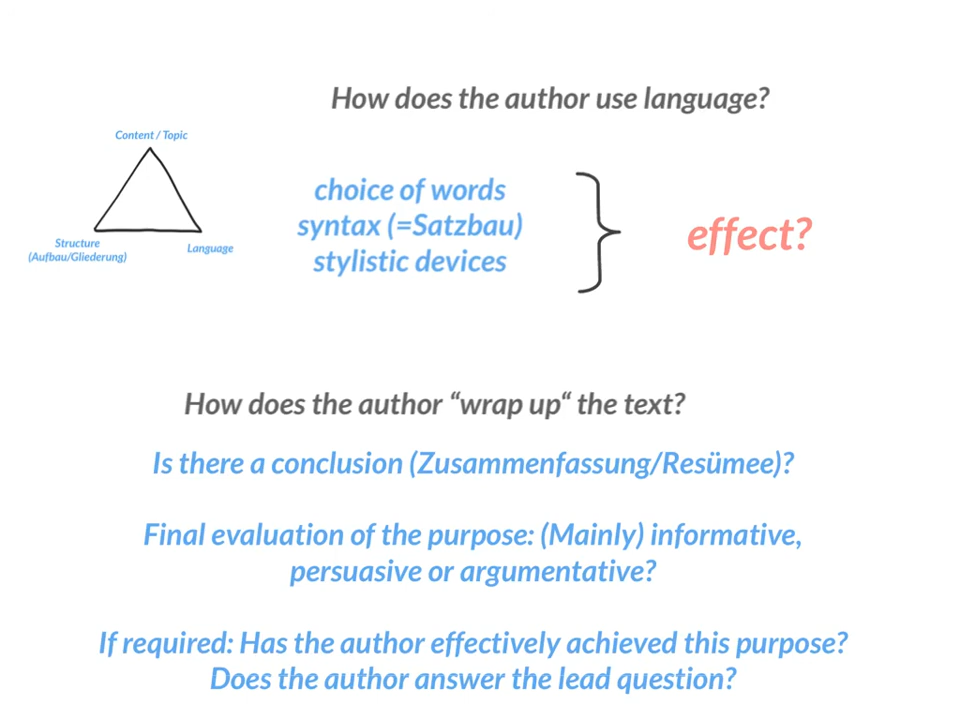 How does the author use language?
Content / Topic
Structure
(Aufbau/Gliederung)
Language
choice of words
syntax (=Satzbau)
stylistic devices
effect?
How does the author “wrap up“ the text?
Is there a conclusion (Zusammenfassung/Resümee)?
Final evaluation of the purpose: (Mainly) informative,
persuasive or argumentative?
If required: Has the author effectively achieved this purpose?
Does the author answer the lead question?